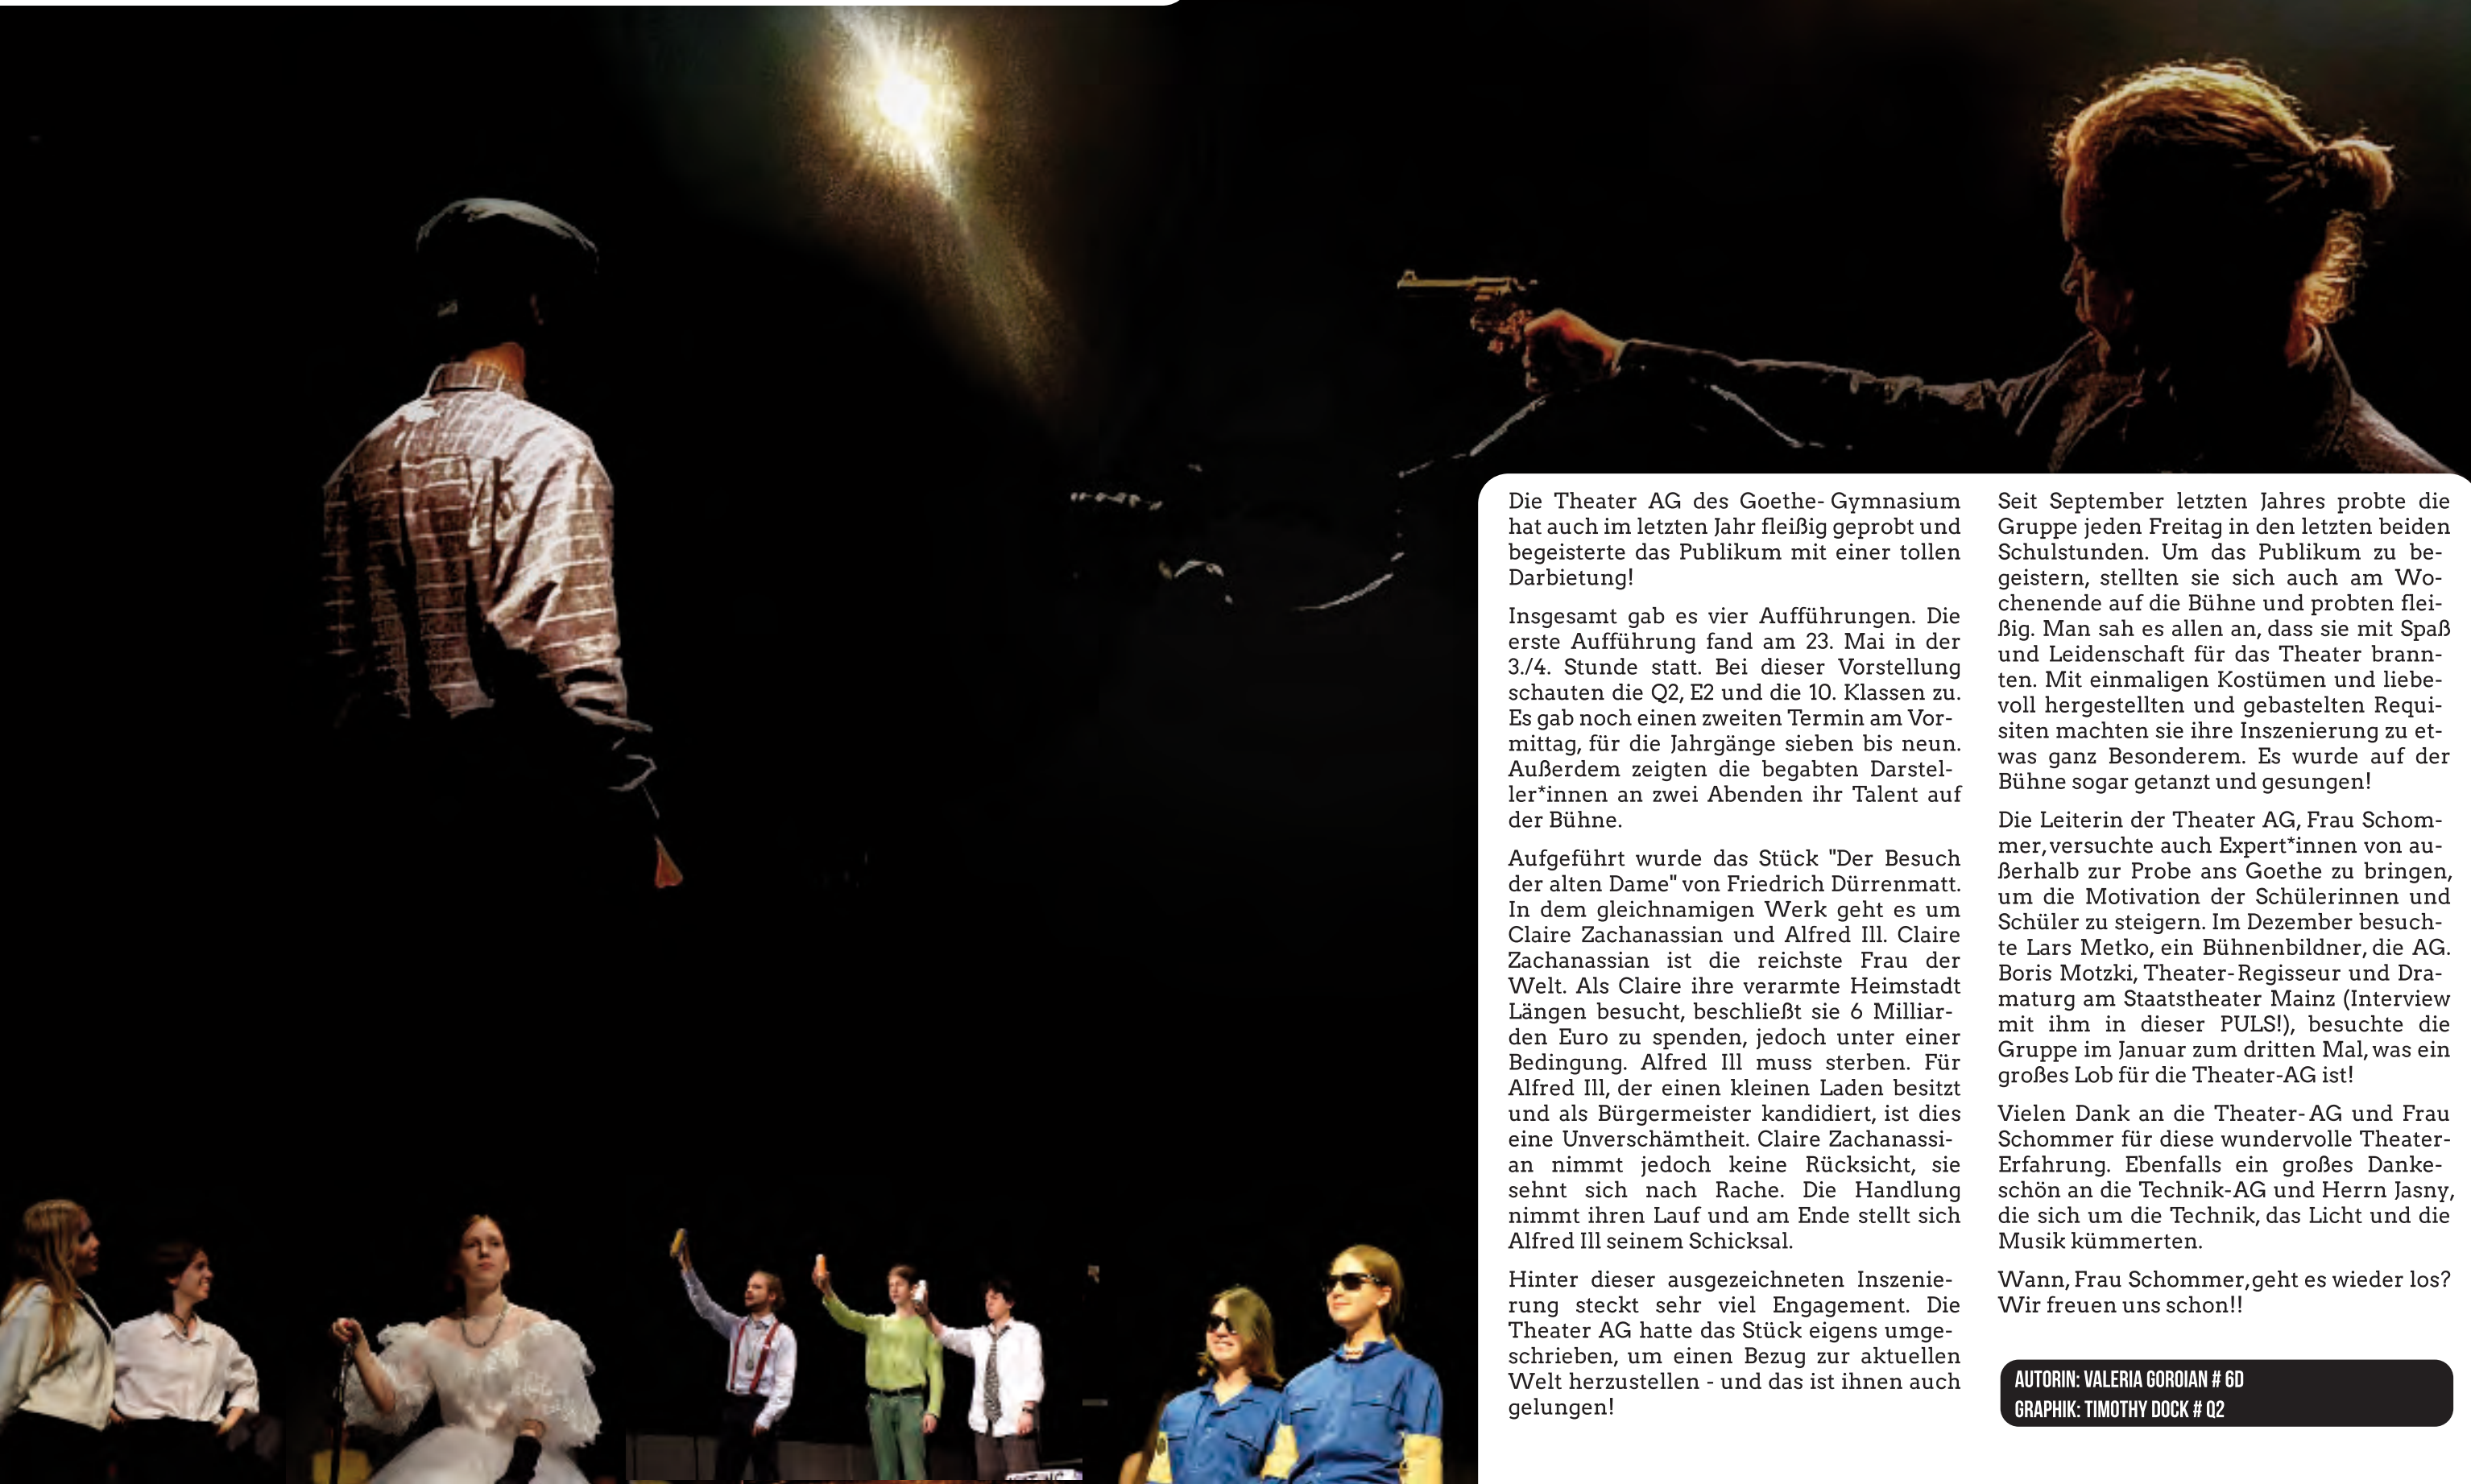 Die Theater AG des Goethe- Gymnasium
hat auch im letzten Jahr fleißig geprobt und
begeisterte das Publikum mit einer tollen
Darbietung!
Insgesamt gab es vier Aufführungen. Die
erste Aufführung fand am 23. Mai in der
3./4. Stunde statt. Bei dieser Vorstellung
schauten die Q2, E2 und die 10. Klassen zu.
Es gab noch einen zweiten Termin am Vor-
mittag, für die Jahrgänge sieben bis neun.
Außerdem zeigten die begabten Darstel-
ler*innen an zwei Abenden ihr Talent auf
der Bühne.
Aufgeführt wurde das Stück "Der Besuch
der alten Dame" von Friedrich Dürrenmatt.
In dem gleichnamigen Werk geht es um
Claire Zachanassian und Alfred Ill. Claire
Zachanassian ist die reichste Frau der
Welt. Als Claire ihre verarmte Heimstadt
Längen besucht, beschließt sie 6 Milliar-
den Euro zu spenden, jedoch unter einer
Bedingung. Alfred Ill muss sterben. Für
Alfred Ill, der einen kleinen Laden besitzt
und als Bürgermeister kandidiert, ist dies
eine Unverschämtheit. Claire Zachanassi-
an nimmt jedoch keine Rücksicht, sie
sehnt sich nach Rache. Die Handlung
nimmt ihren Lauf und am Ende stellt sich
Alfred Ill seinem Schicksal.
Hinter dieser ausgezeichneten Inszenie-
rung steckt sehr viel Engagement. Die
Theater AG hatte das Stück eigens umge-
schrieben, um einen Bezug zur aktuellen
Welt herzustellen - und das ist ihnen auch
gelungen!
Seit September letzten Jahres probte die
Gruppe jeden Freitag in den letzten beiden
Schulstunden. Um das Publikum zu be-
geistern, stellten sie sich auch am Wo-
chenende auf die Bühne und probten flei-
ßig. Man sah es allen an, dass sie mit Spaß
und Leidenschaft für das Theater brann-
ten. Mit einmaligen Kostümen und liebe-
voll hergestellten und gebastelten Requi-
siten machten sie ihre Inszenierung zu et-
was ganz Besonderem. Es wurde auf der
Bühne sogar getanzt und gesungen!
Die Leiterin der Theater AG, Frau Schom-
mer, versuchte auch Expert*innen von au-
ßerhalb zur Probe ans Goethe zu bringen,
um die Motivation der Schülerinnen und
Schüler zu steigern. Im Dezember besuch-
te Lars Metko, ein Bühnenbildner, die AG.
Boris Motzki, Theater-Regisseur und Dra-
maturg am Staatstheater Mainz (Interview
mit ihm in dieser PULS!), besuchte die
Gruppe im Januar zum dritten Mal, was ein
großes Lob für die Theater-AG ist!
Vielen Dank an die Theater- AG und Frau
Schommer für diese wundervolle Theater-
Erfahrung. Ebenfalls ein großes Danke-
schön an die Technik-AG und Herrn Jasny,
die sich um die Technik, das Licht und die
Musik kümmerten.
Wann, Frau Schommer, geht es wieder los?
Wir freuen uns schon!!
AUTORIN: VALERIA GOROIAN # 6D
GRAPHIK: TIMOTHY DOCK # Q2